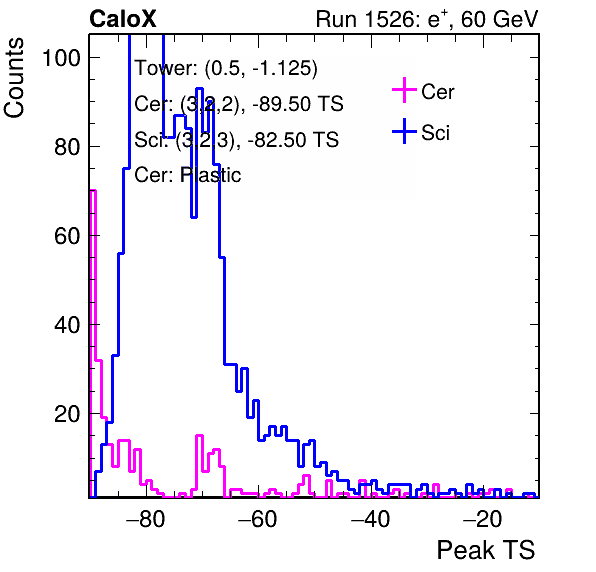 CaloX Run 1526: e⁺, 60 GeV
Counts
100
80
60
40
20
Tower: (0.5, -1.125)
Cer: (3,2,2), -89.50 TS
Sci: (3,2,3), -82.50 TS
Cer: Plastic
Cer
Sci
−80 −60 −40 −20
Peak TS